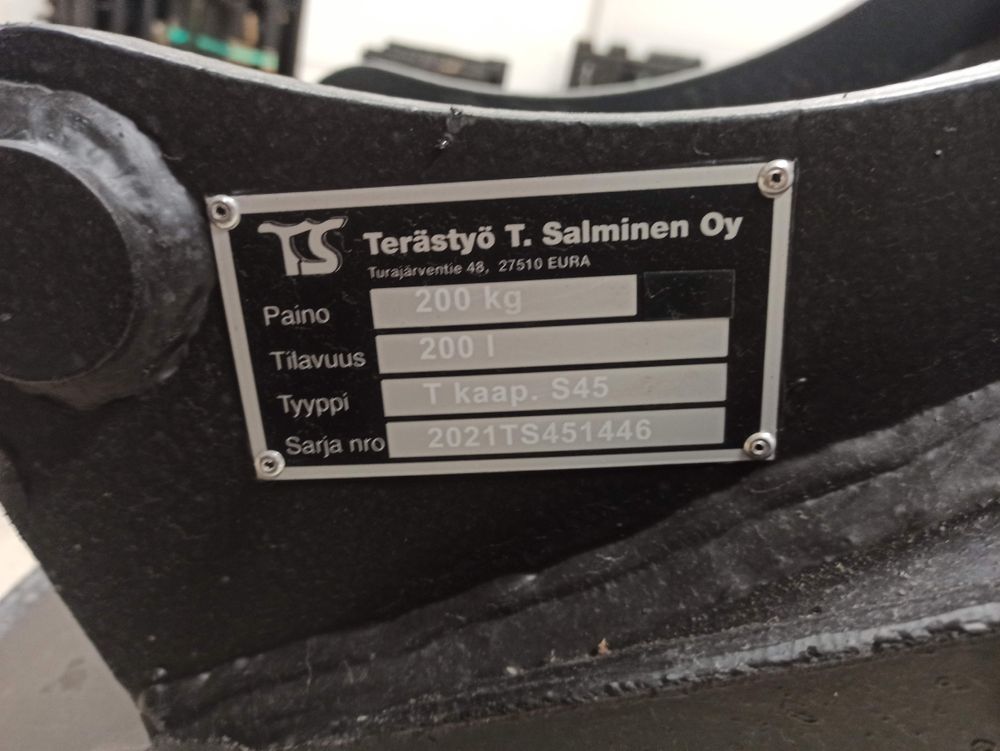 TS Terästyö T. Salminen Oy
Turajärventie 48, 27510 EURA
Paino 200 kg
Tilavuus 200 l
Tyyppi T kaap. S45
Sarja nro 2021TS451446